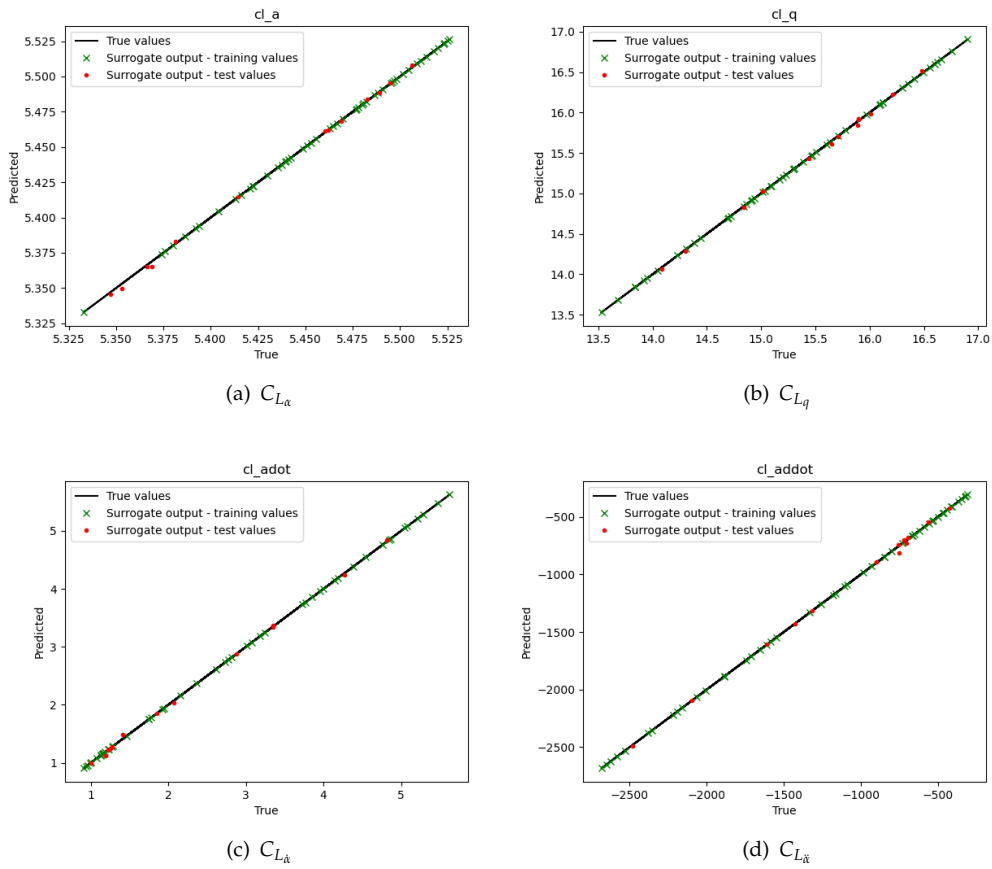 cl_a
True values
Surrogate output - training values
Surrogate output - test values
Predicted
5.525
5.500
5.475
5.450
5.425
5.400
5.375
5.350
5.325
5.325 5.350 5.375 5.400 5.425 5.450 5.475 5.500 5.525
True
(a) C_{L_α}
cl_q
True values
Surrogate output - training values
Surrogate output - test values
Predicted
17.0
16.5
16.0
15.5
15.0
14.5
14.0
13.5
13.5 14.0 14.5 15.0 15.5 16.0 16.5 17.0
True
(b) C_{L_q}
cl_adot
True values
Surrogate output - training values
Surrogate output - test values
Predicted
5
4
3
2
1
1 2 3 4 5
True
(c) C_{L_α̇}
cl_addot
True values
Surrogate output - training values
Surrogate output - test values
Predicted
−500
−1000
−1500
−2000
−2500
−2500 −2000 −1500 −1000 −500
True
(d) C_{L_α̈}